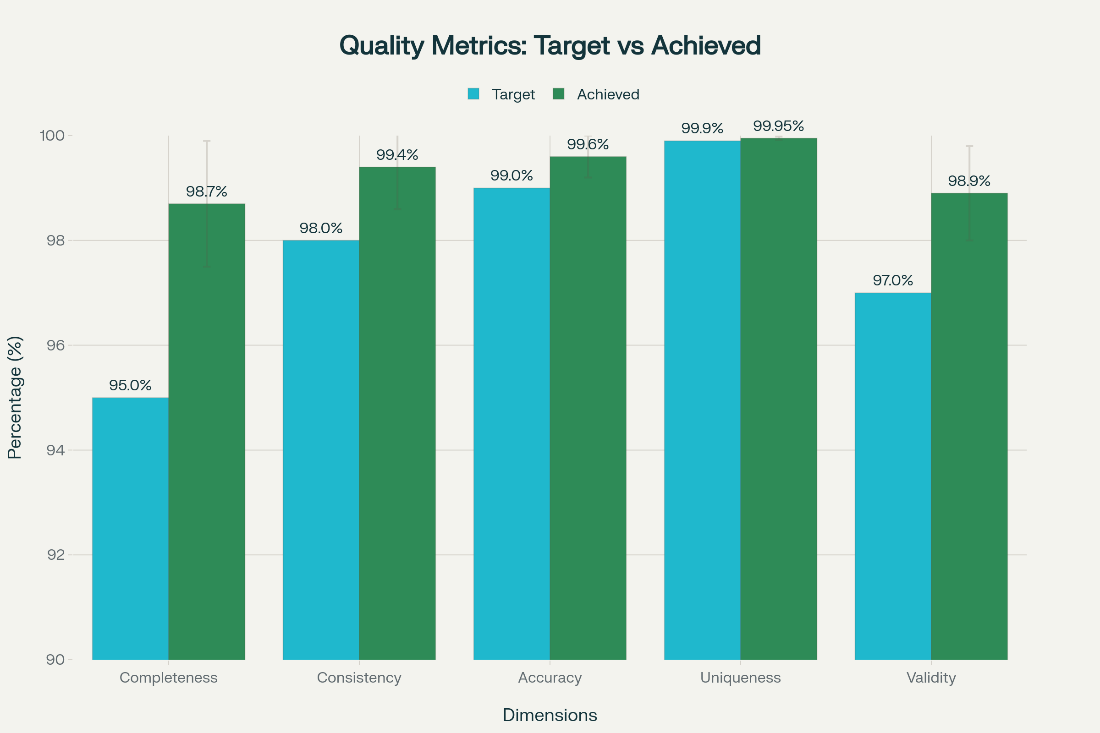 Quality Metrics: Target vs Achieved
Target Achieved
100
98
96
94
92
90
Percentage (%)
95.0% 98.7% 98.0% 99.4% 99.0% 99.6% 99.9% 99.95% 97.0% 98.9%
Completeness Consistency Accuracy Uniqueness Validity
Dimensions